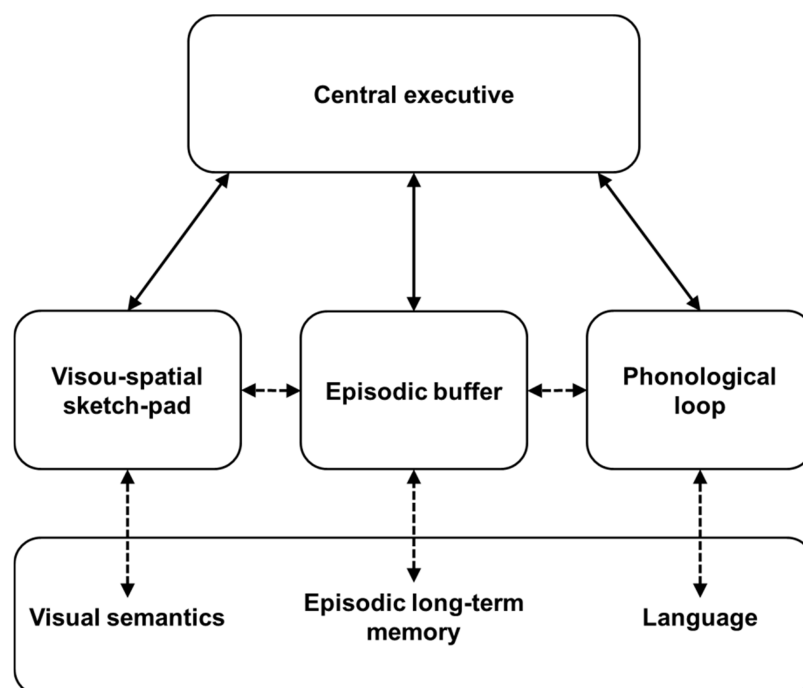 Central executive
Visou-spatial
sketch-pad
Episodic buffer
Phonological
loop
Visual semantics
Episodic long-term
memory
Language